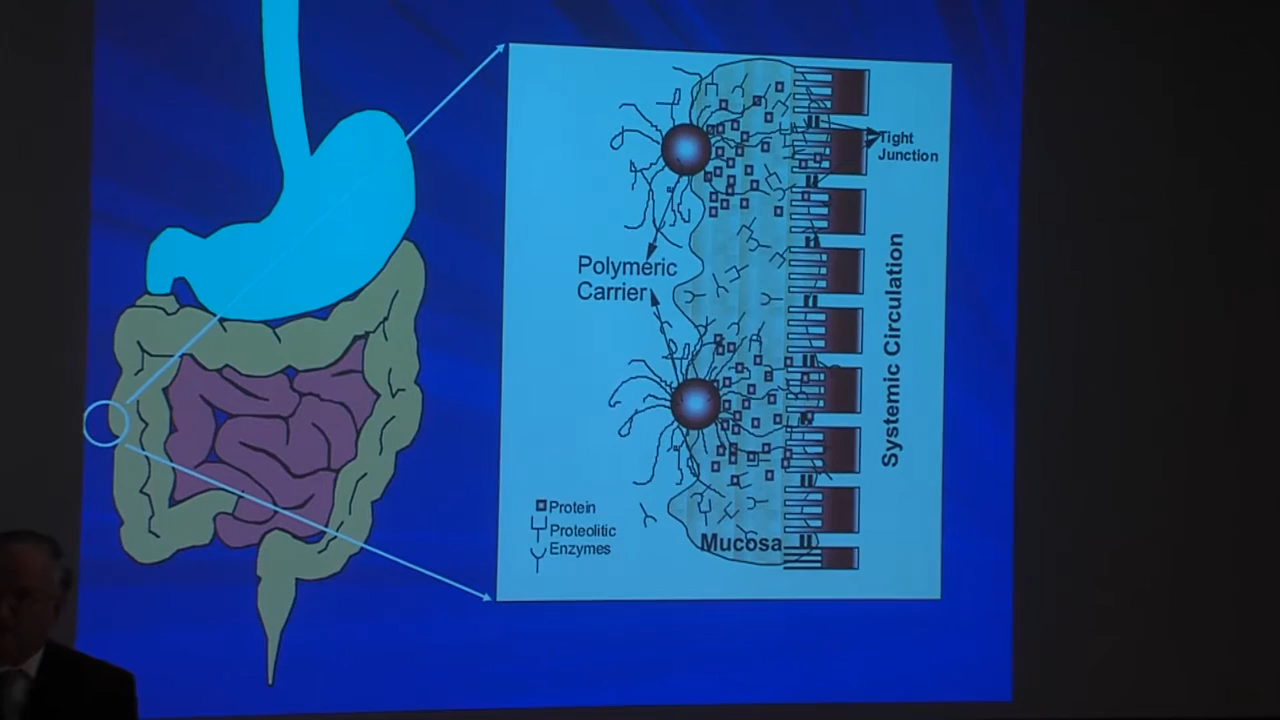 Tight
Junction
Polymeric
Carrier
Systemic Circulation
Protein
Proteolitic
Enzymes
Mucosa